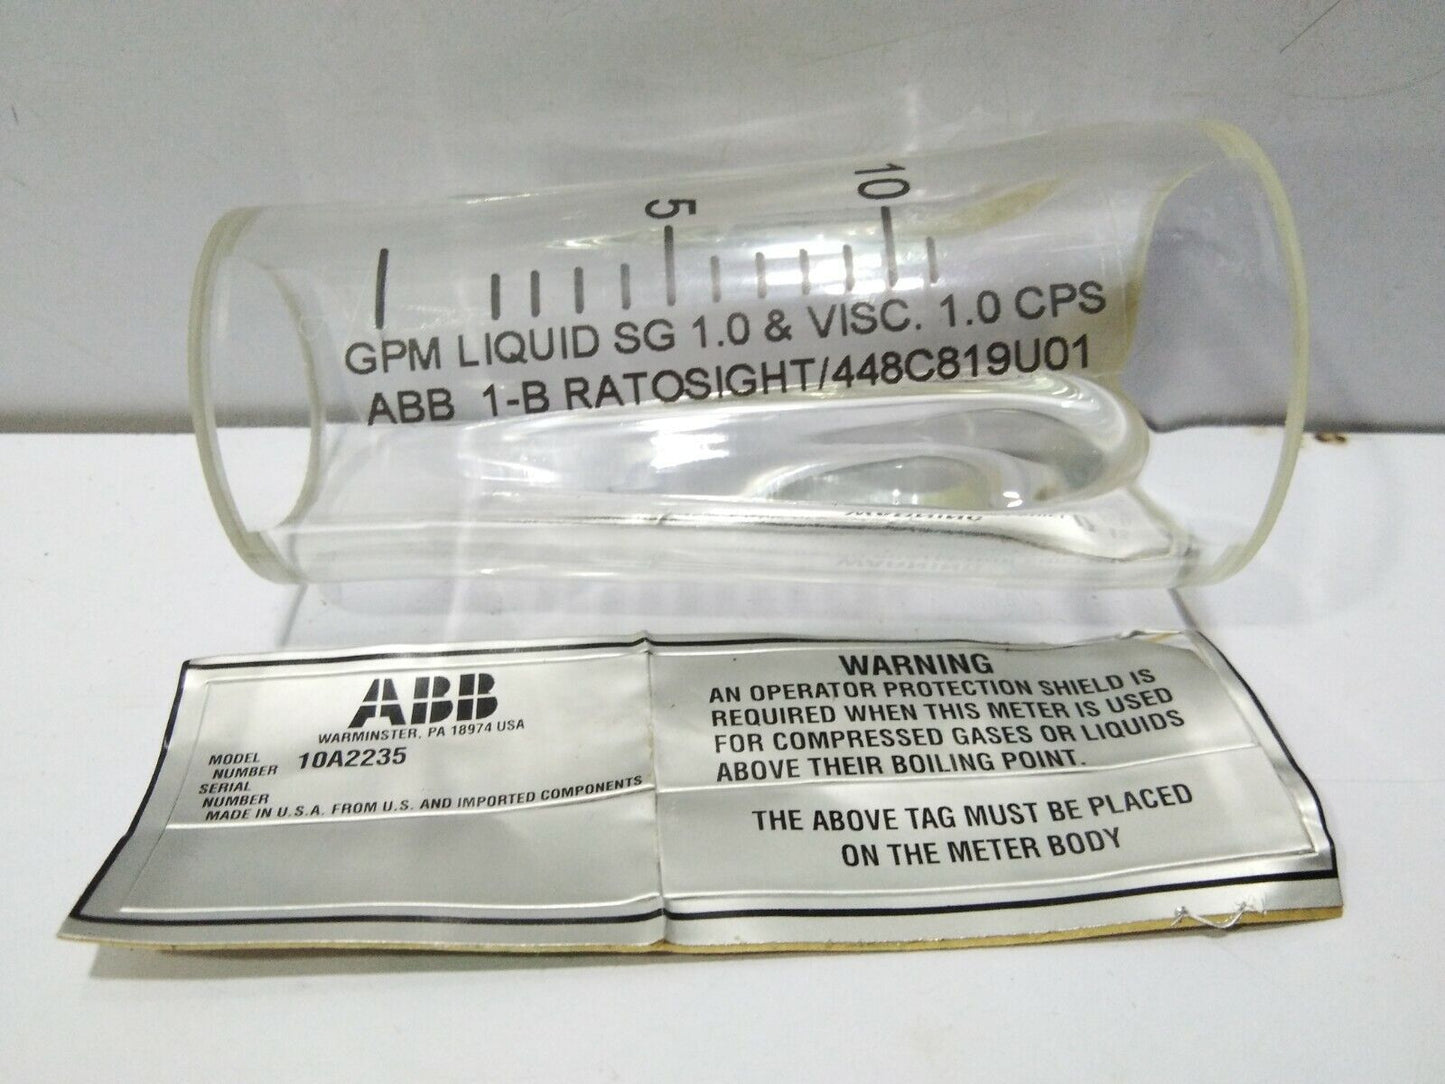 5
10
GPM LIQUID SG 1.0 & VISC. 1.0 CPS
ABB 1-B RATOSIGHT/448C819U01
ABB
WARMINSTER, PA 18974 USA
MODEL
NUMBER 10A2235
SERIAL
NUMBER
MADE IN U.S.A. FROM U.S. AND IMPORTED COMPONENTS
WARNING
AN OPERATOR PROTECTION SHIELD IS
REQUIRED WHEN THIS METER IS USED
FOR COMPRESSED GASES OR LIQUIDS
ABOVE THEIR BOILING POINT.
THE ABOVE TAG MUST BE PLACED
ON THE METER BODY